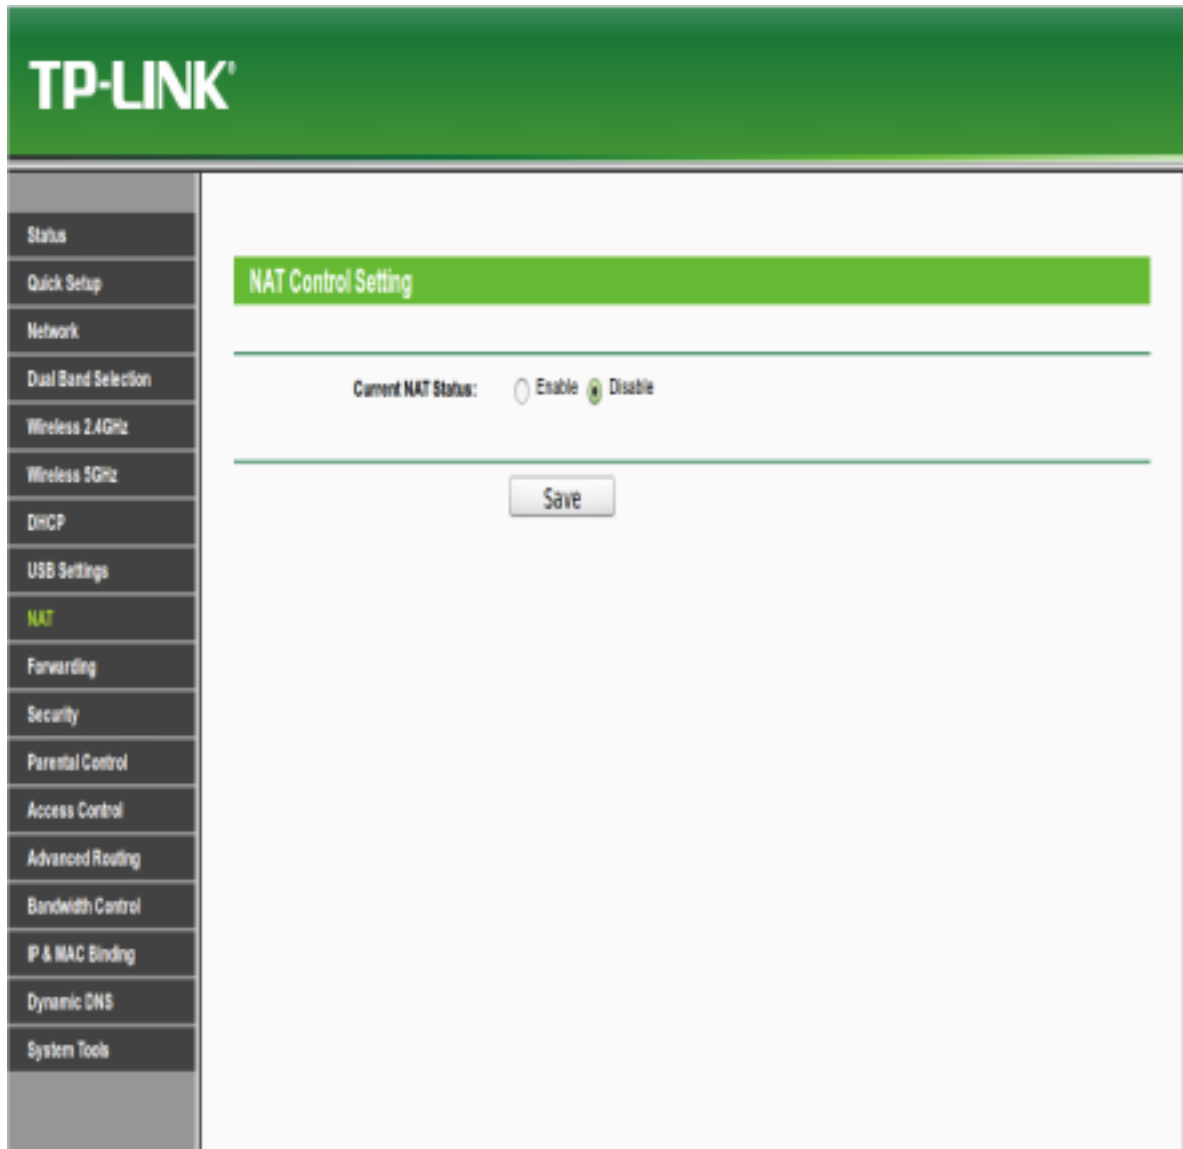 TP-LINK®
Status
Quick Setup
Network
Dual Band Selection
Wireless 2.4GHz
Wireless 5GHz
DHCP
USB Settings
NAT
Forwarding
Security
Parental Control
Access Control
Advanced Routing
Bandwidth Control
IP & MAC Binding
Dynamic DNS
System Tools
NAT Control Setting
Current NAT Status: Enable Disable
Save